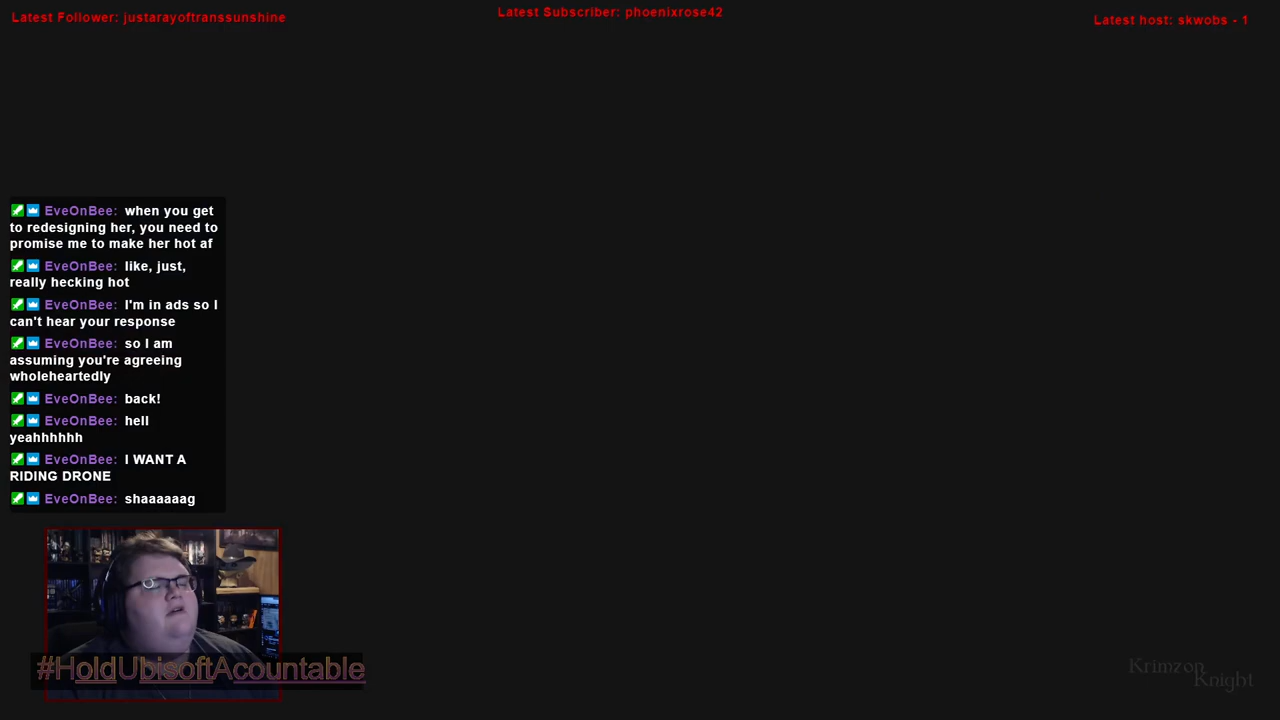 Latest Follower: justarayoftranssunshine
Latest Subscriber: phoenixrose42
Latest host: skwobs - 1
EveOnBee: when you get
to redesigning her, you need to
promise me to make her hot af
EveOnBee: like, just,
really hecking hot
EveOnBee: I'm in ads so I
can't hear your response
EveOnBee: so I am
assuming you're agreeing
wholeheartedly
EveOnBee: back!
EveOnBee: hell
yeahhhhhh
EveOnBee: I WANT A
RIDING DRONE
EveOnBee: shaaaaaag
#HoldUbisoftAcountable
Krimzon
Knight